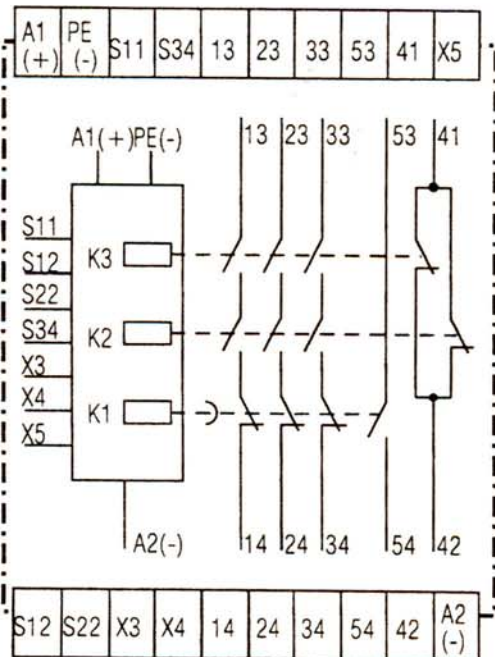 A1 (+) PE (-) S11 S34 13 23 33 53 41 X5
A1(+)PE(-) 13 23 33 53 41
S11
S12 K3
S22
S34 K2
X3
X4 K1
X5
A2(-) 14 24 34 54 42
S12 S22 X3 X4 14 24 34 54 42 A2 (-)